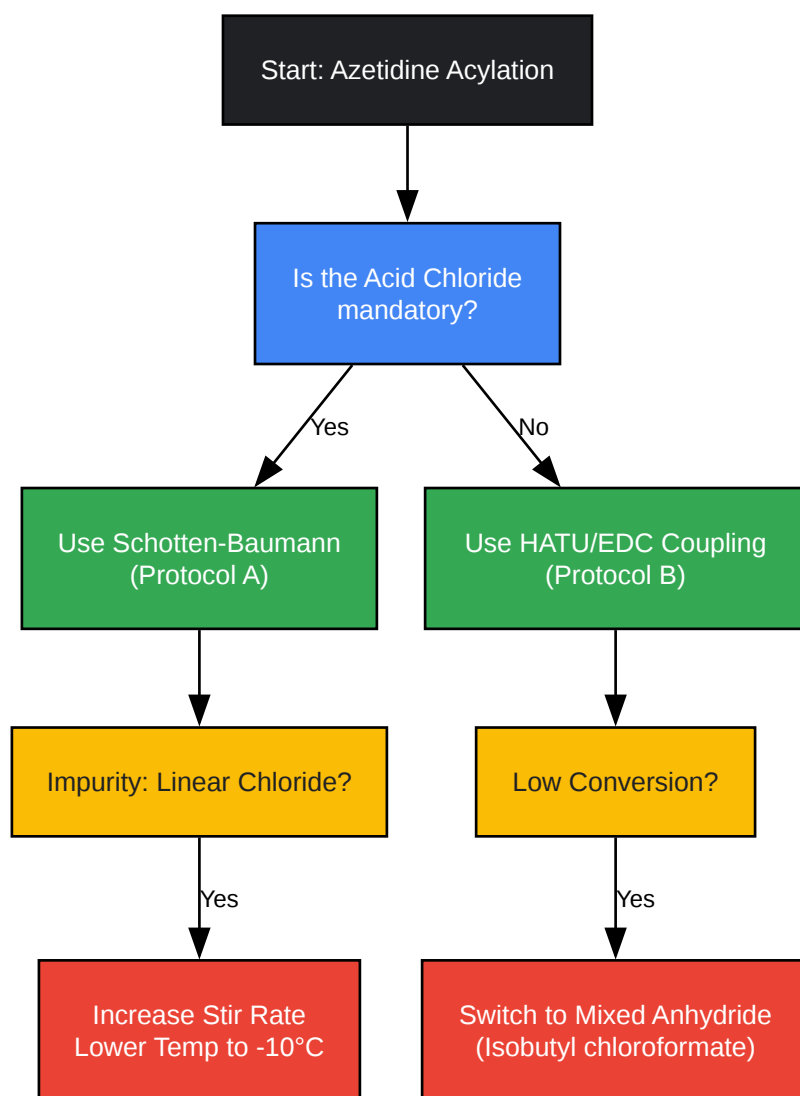 Start: Azetidine Acylation
Is the Acid Chloride
mandatory?
Yes
No
Use Schotten-Baumann
(Protocol A)
Use HATU/EDC Coupling
(Protocol B)
Impurity: Linear Chloride?
Low Conversion?
Yes
Yes
Increase Stir Rate
Lower Temp to -10°C
Switch to Mixed Anhydride
(Isobutyl chloroformate)